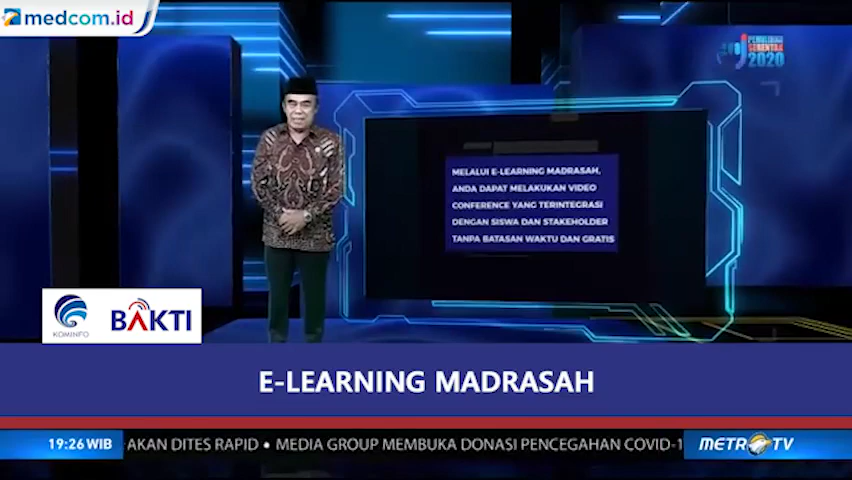 medcom.id
PEMILIHAN
SERENTAK
2020
MELALUI E-LEARNING MADRASAH,
ANDA DAPAT MELAKUKAN VIDEO
CONFERENCE YANG TERINTEGRASI
DENGAN SISWA DAN STAKEHOLDER
TANPA BATASAN WAKTU DAN GRATIS
KOMINFO
BAKTI
E-LEARNING MADRASAH
19:26 WIB
AKAN DITES RAPID • MEDIA GROUP MEMBUKA DONASI PENCEGAHAN COVID-1
METRO TV